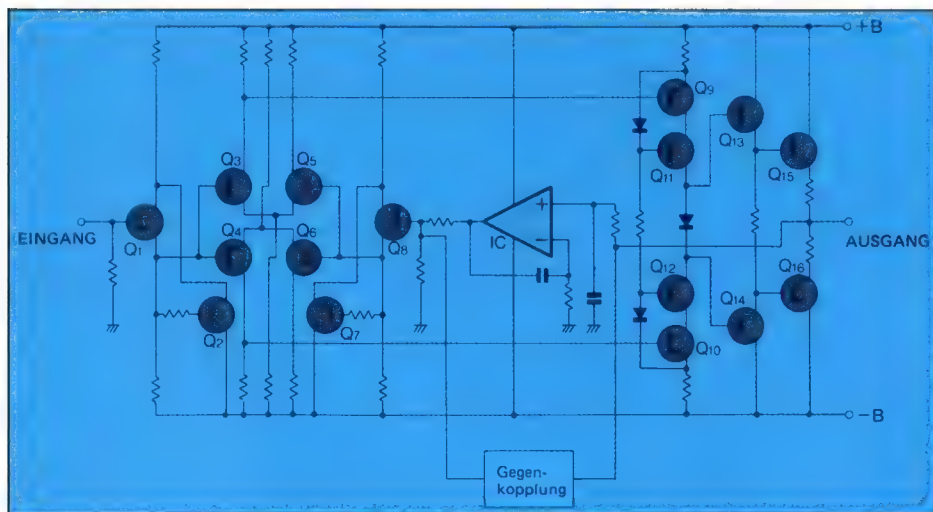 +B
Q9
Q3
Q5
Q13
Q11
Q15
EINGANG
Q1
Q4
Q6
Q8
+
IC
−
AUSGANG
Q12
Q16
Q2
Q7
Q14
Q10
−B
Gegen-
kopplung